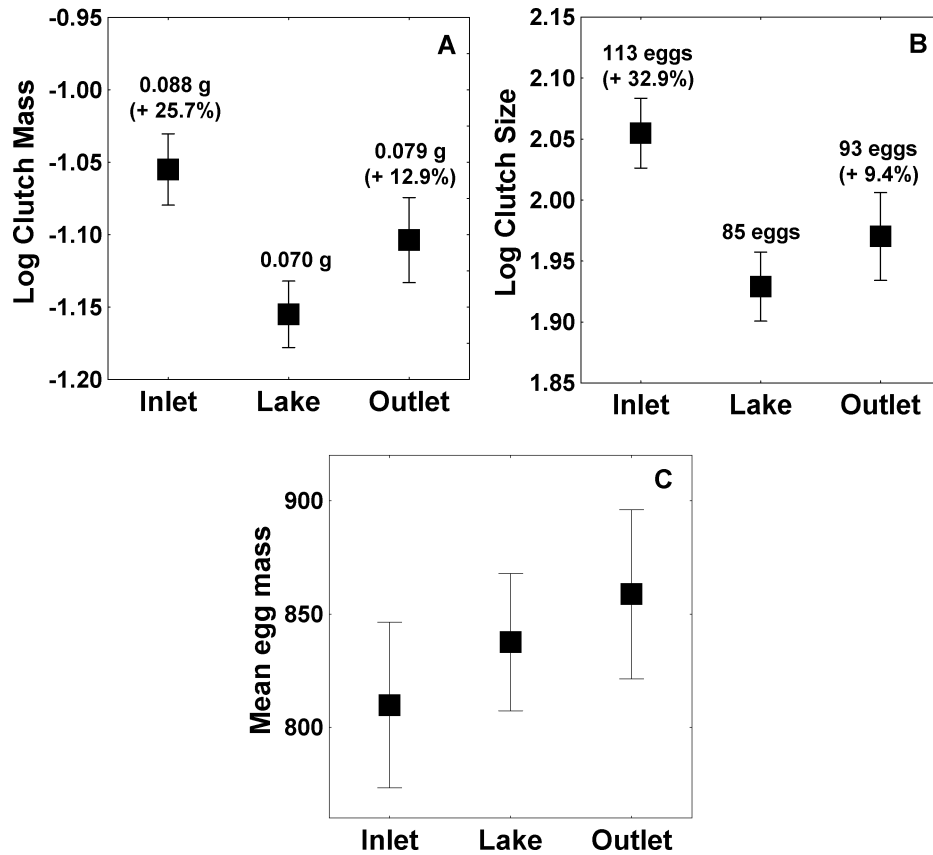 A
Log Clutch Mass
-0.95
-1.00
-1.05
-1.10
-1.15
-1.20
0.088 g
(+ 25.7%)
0.070 g
0.079 g
(+ 12.9%)
Inlet Lake Outlet
B
Log Clutch Size
2.15
2.10
2.05
2.00
1.95
1.90
1.85
113 eggs
(+ 32.9%)
85 eggs
93 eggs
(+ 9.4%)
Inlet Lake Outlet
C
Mean egg mass
900
850
800
Inlet Lake Outlet